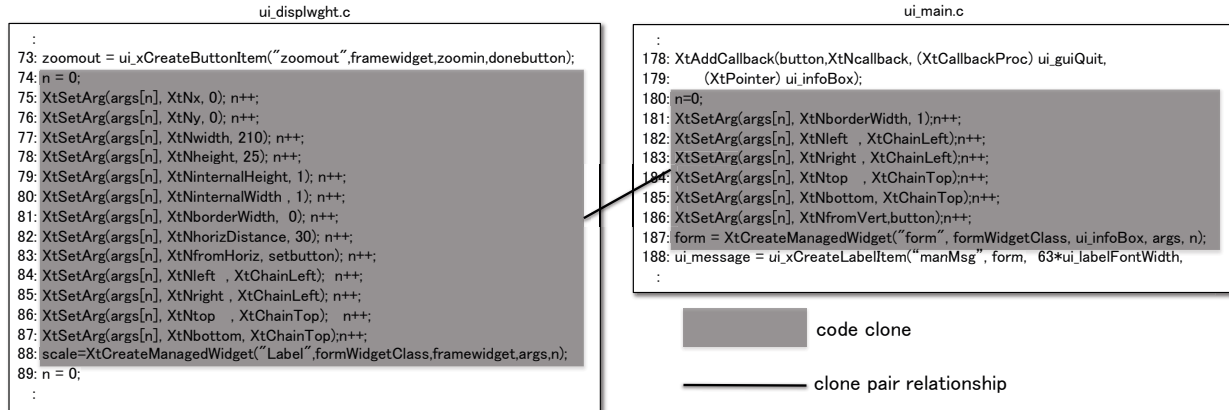 ui_displwght.c
:
73: zoomout = ui_xCreateButtonItem("zoomout",framewidget,zoomin,donebutton);
74: n = 0;
75: XtSetArg(args[n], XtNx, 0); n++;
76: XtSetArg(args[n], XtNy, 0); n++;
77: XtSetArg(args[n], XtNwidth, 210); n++;
78: XtSetArg(args[n], XtNheight, 25); n++;
79: XtSetArg(args[n], XtNinternalHeight, 1); n++;
80: XtSetArg(args[n], XtNinternalWidth , 1); n++;
81: XtSetArg(args[n], XtNborderWidth,  0); n++;
82: XtSetArg(args[n], XtNhorizDistance, 30); n++;
83: XtSetArg(args[n], XtNfromHoriz, setbutton); n++;
84: XtSetArg(args[n], XtNleft  , XtChainLeft);  n++;
85: XtSetArg(args[n], XtNright , XtChainLeft); n++;
86: XtSetArg(args[n], XtNtop   , XtChainTop);   n++;
87: XtSetArg(args[n], XtNbottom, XtChainTop);n++;
88: scale=XtCreateManagedWidget("Label",formWidgetClass,framewidget,args,n);
89: n = 0;
:
ui_main.c
:
178: XtAddCallback(button,XtNcallback, (XtCallbackProc) ui_guiQuit,
179:       (XtPointer) ui_infoBox);
180: n=0;
181: XtSetArg(args[n], XtNborderWidth, 1);n++;
182: XtSetArg(args[n], XtNleft  , XtChainLeft);n++;
183: XtSetArg(args[n], XtNright , XtChainLeft);n++;
184: XtSetArg(args[n], XtNtop   , XtChainTop);n++;
185: XtSetArg(args[n], XtNbottom, XtChainTop);n++;
186: XtSetArg(args[n], XtNfromVert,button);n++;
187: form = XtCreateManagedWidget("form", formWidgetClass, ui_infoBox, args, n);
188: ui_message = ui_xCreateLabelItem(“manMsg”, form,  63*ui_labelFontWidth,
:
code clone
clone pair relationship